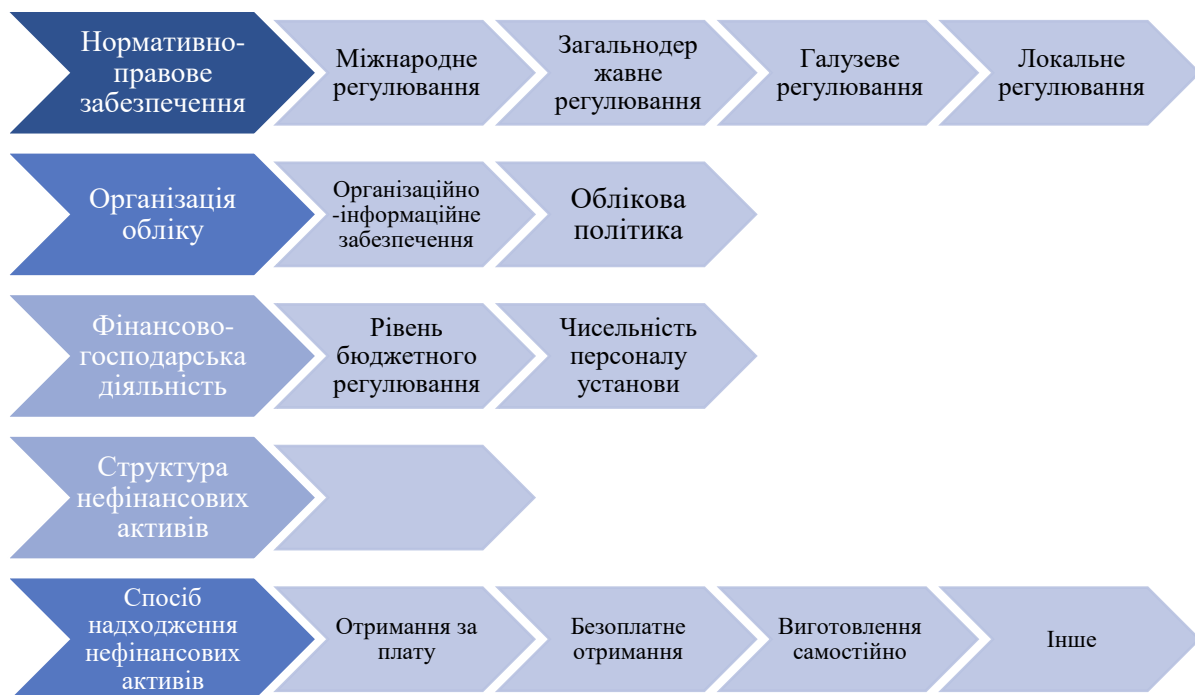 Нормативно-
правове
забезпечення
Міжнародне
регулювання
Загальнодер
жавне
регулювання
Галузеве
регулювання
Локальне
регулювання
Організація
обліку
Організаційно
-інформаційне
забезпечення
Облікова
політика
Фінансово-
господарська
діяльність
Рівень
бюджетного
регулювання
Чисельність
персоналу
установи
Структура
нефінансових
активів
Спосіб
надходження
нефінансових
активів
Отримання за
плату
Безоплатне
отримання
Виготовлення
самостійно
Інше